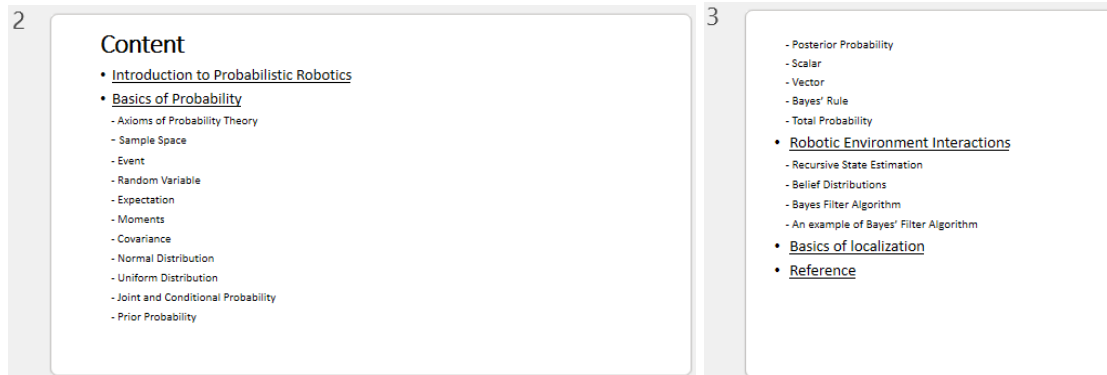 2
Content
• Introduction to Probabilistic Robotics
• Basics of Probability
- Axioms of Probability Theory
- Sample Space
- Event
- Random Variable
- Expectation
- Moments
- Covariance
- Normal Distribution
- Uniform Distribution
- Joint and Conditional Probability
- Prior Probability
3
- Posterior Probability
- Scalar
- Vector
- Bayes’ Rule
- Total Probability
• Robotic Environment Interactions
- Recursive State Estimation
- Belief Distributions
- Bayes Filter Algorithm
- An example of Bayes’ Filter Algorithm
• Basics of localization
• Reference